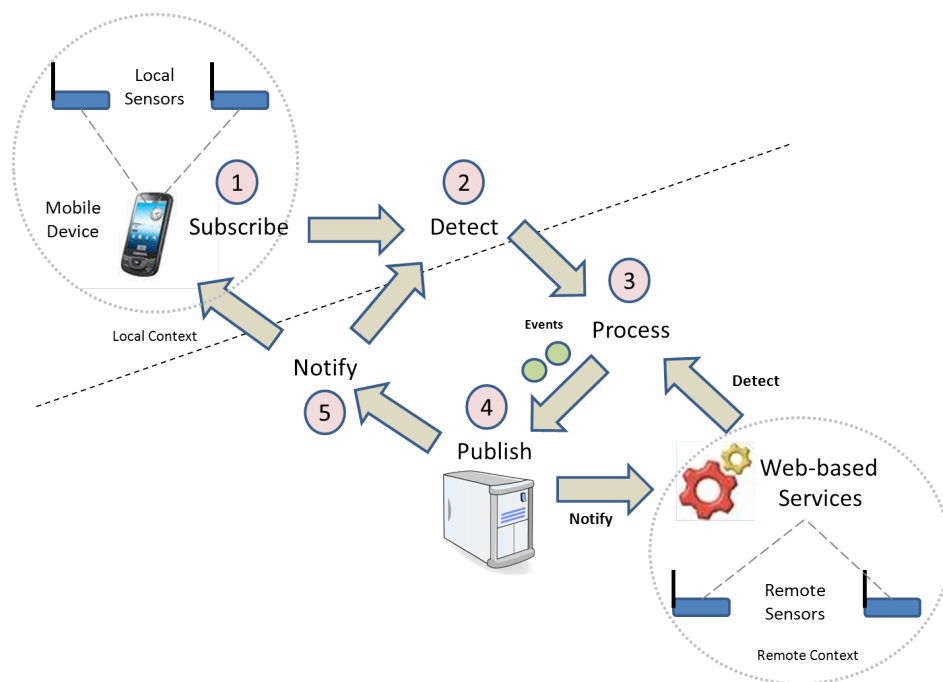 Local
Sensors
1
2
Mobile
Device
Subscribe
Detect
3
Local Context
Events
Process
Notify
Detect
5
4
Publish
Web-based
Services
Notify
Remote
Sensors
Remote Context